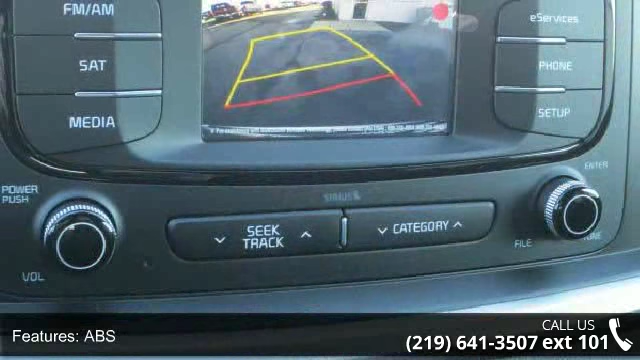 FM/AM
SAT
MEDIA
eServices
PHONE
SETUP
POWER
PUSH
VOL
SIRIUS
SEEK
TRACK
CATEGORY
ENTER
FILE
TUNE
Features: ABS
CALL US
(219) 641-3507 ext 101